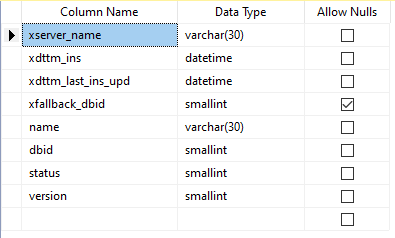 Column Name Data Type Allow Nulls
xserver_name varchar(30)
xdttm_ins datetime
xdttm_last_ins_upd datetime
xfallback_dbid smallint
name varchar(30)
dbid smallint
status smallint
version smallint